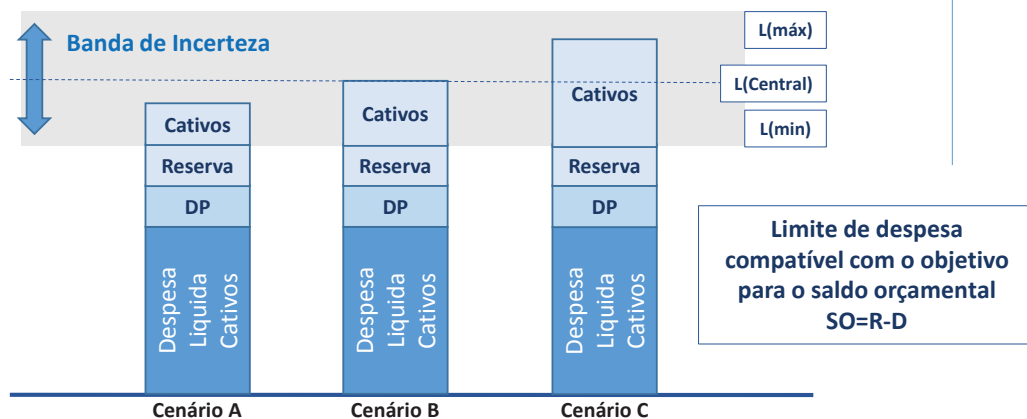 Banda de Incerteza
L(máx)
L(Central)
L(min)
Cativos
Reserva
DP
Despesa
Liquida
Cativos
Cativos
Reserva
DP
Despesa
Liquida
Cativos
Cativos
Reserva
DP
Despesa
Liquida
Cativos
Limite de despesa
compatível com o objetivo
para o saldo orçamental
SO=R-D
Cenário A
Cenário B
Cenário C